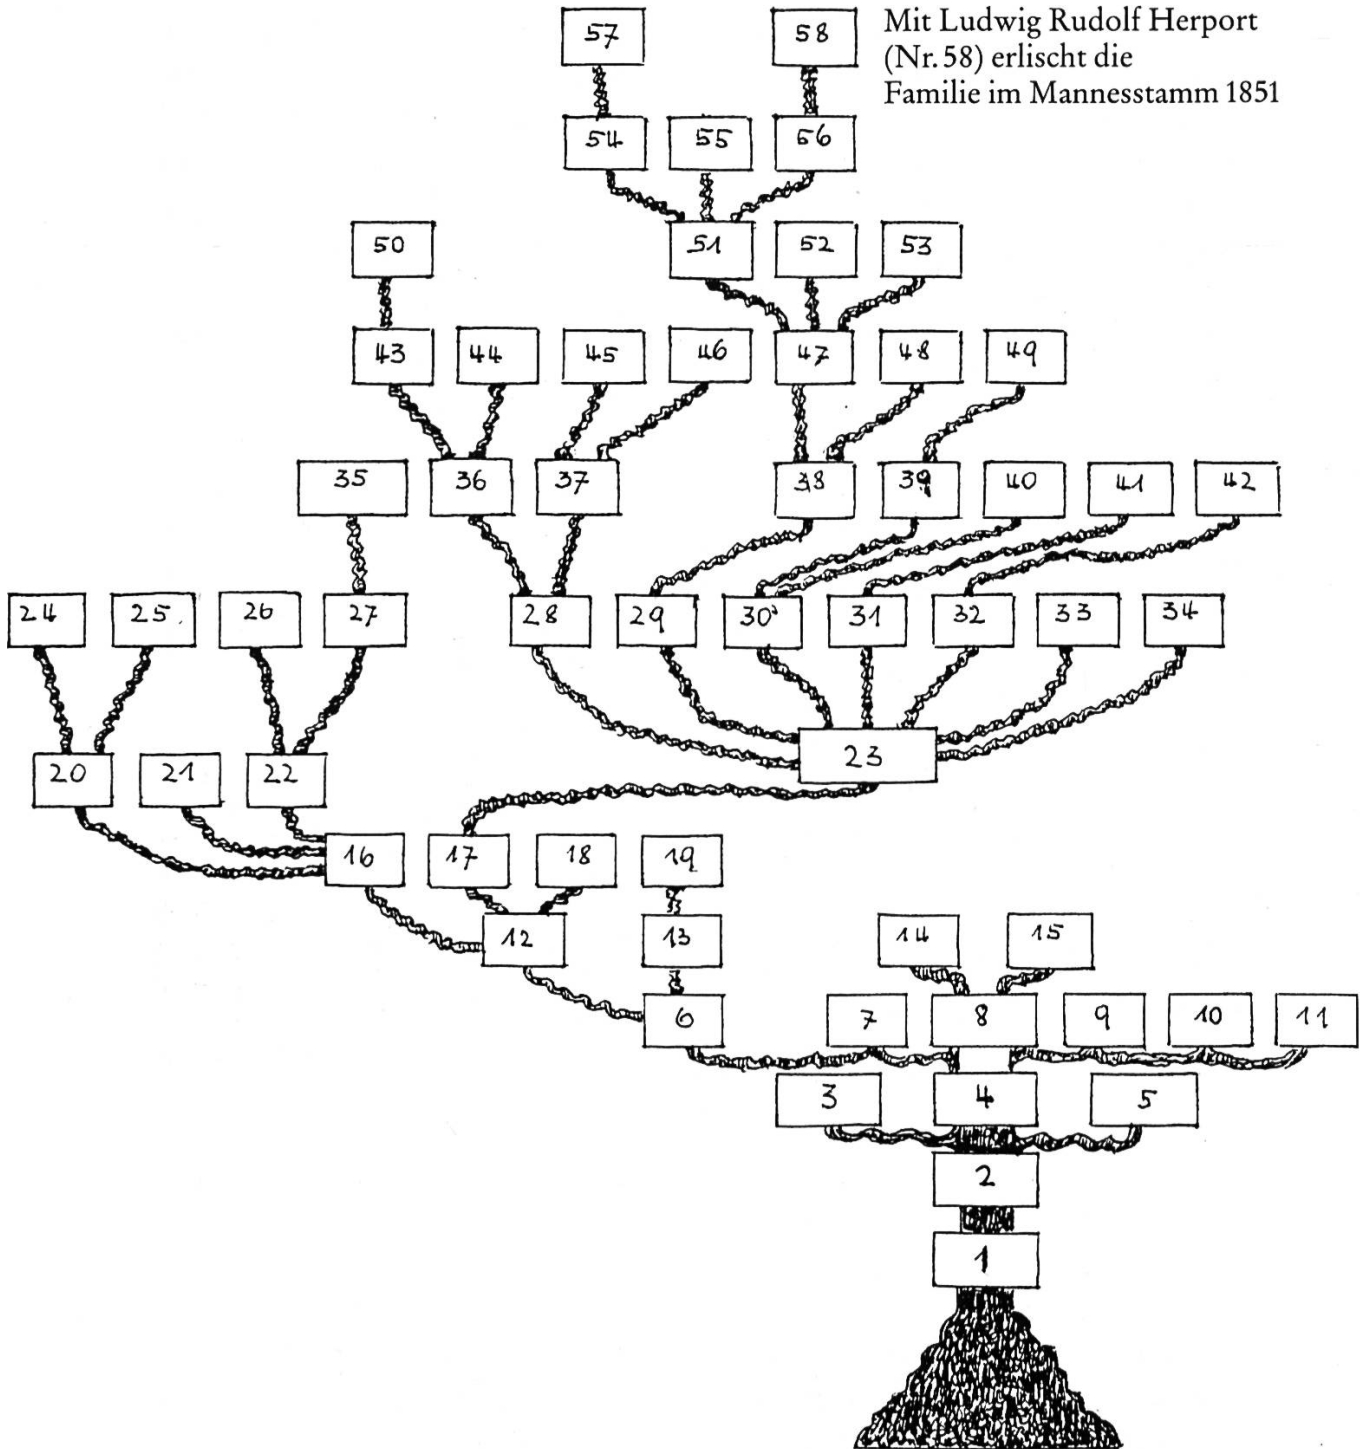 57 58 Mit Ludwig Rudolf Herport
(Nr. 58) erlischt die
Familie im Mannesstamm 1851
54 55 56
50 51 52 53
43 44 45 46 47 48 49
35 36 37 38 39 40 41 42
24 25 26 27 28 29 30 31 32 33 34
20 21 22 23
16 17 18 19
12 13 14 15
6 7 8 9 10 11
3 4 5
2
1